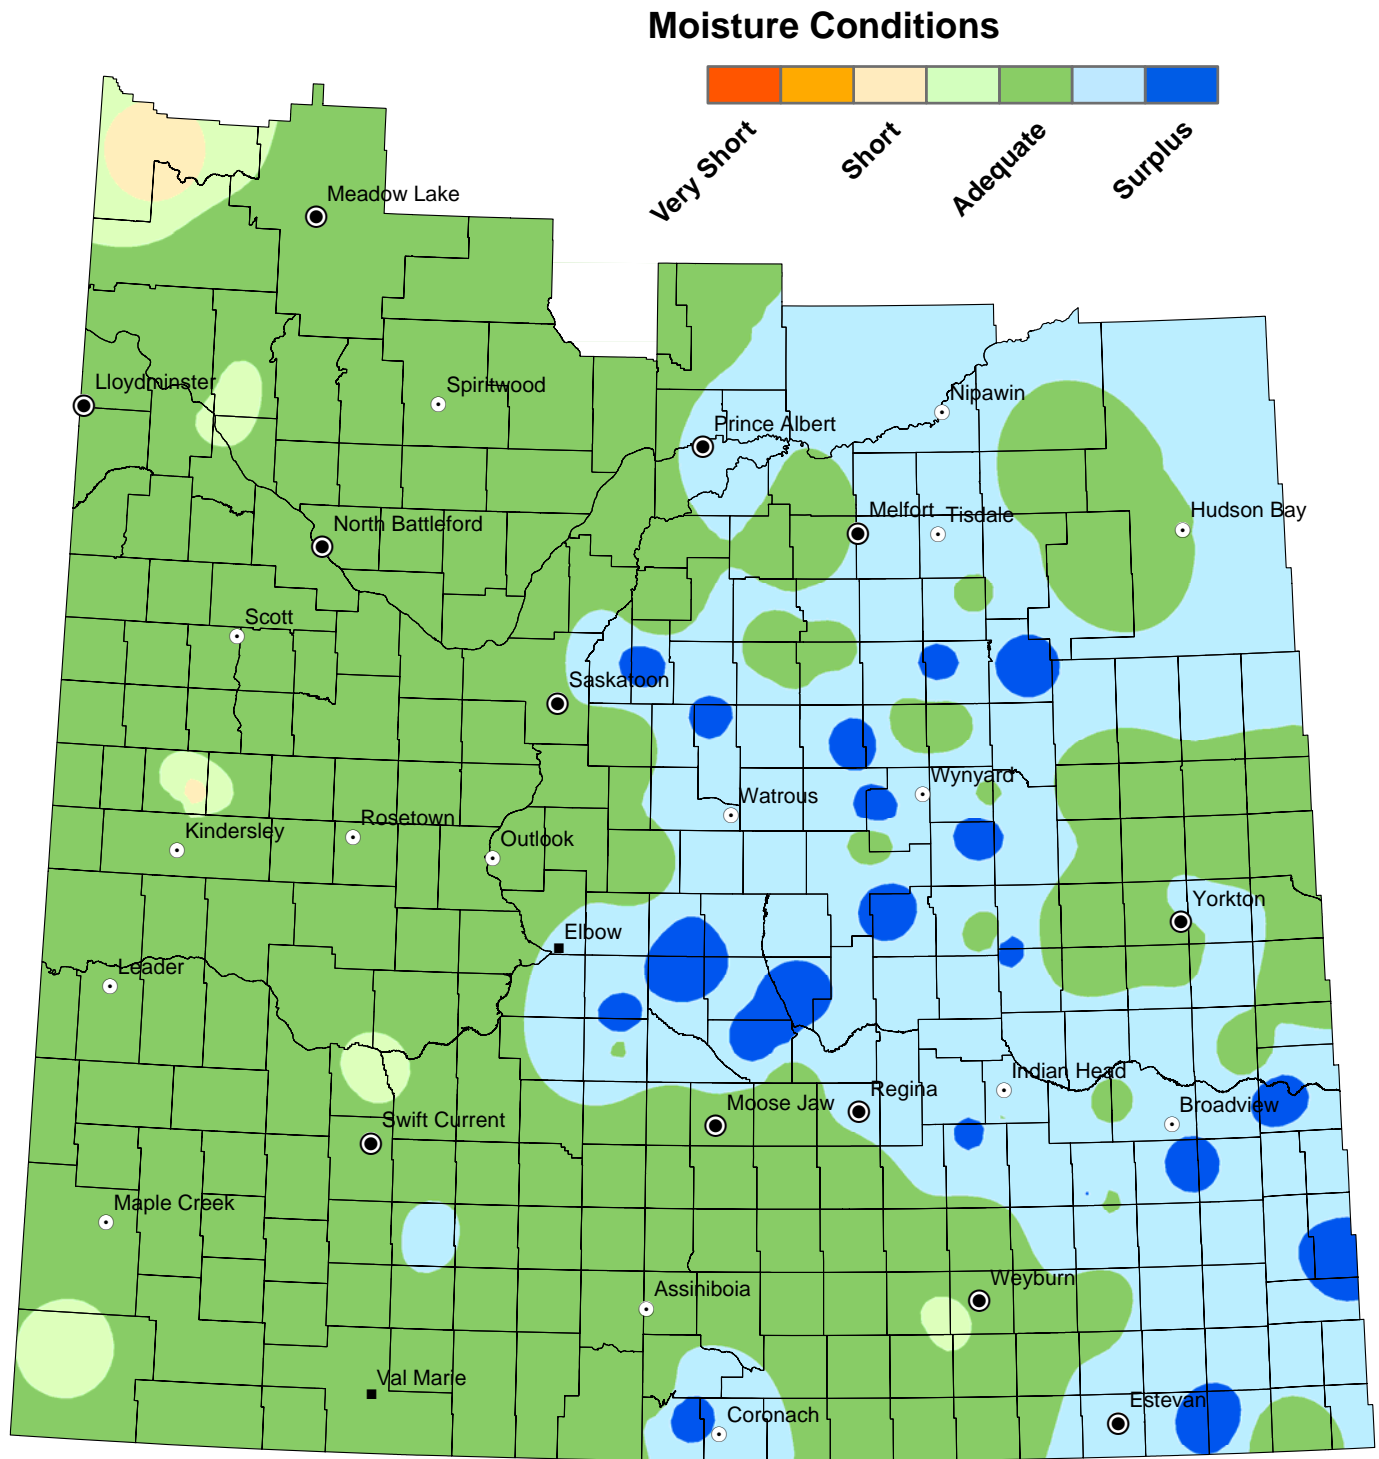 Moisture Conditions
Very Short
Short
Adequate
Surplus
Meadow Lake
Lloydminster
Spiritwood
Nipawin
Prince Albert
North Battleford
Melfort
Tisdale
Hudson Bay
Scott
Saskatoon
Watrous
Wynyard
Kindersley
Rosetown
Outlook
Yorkton
Elbow
Leader
Indian Head
Regina
Moose Jaw
Broadview
Swift Current
Maple Creek
Weyburn
Assiniboia
Val Marie
Estevan
Coronach